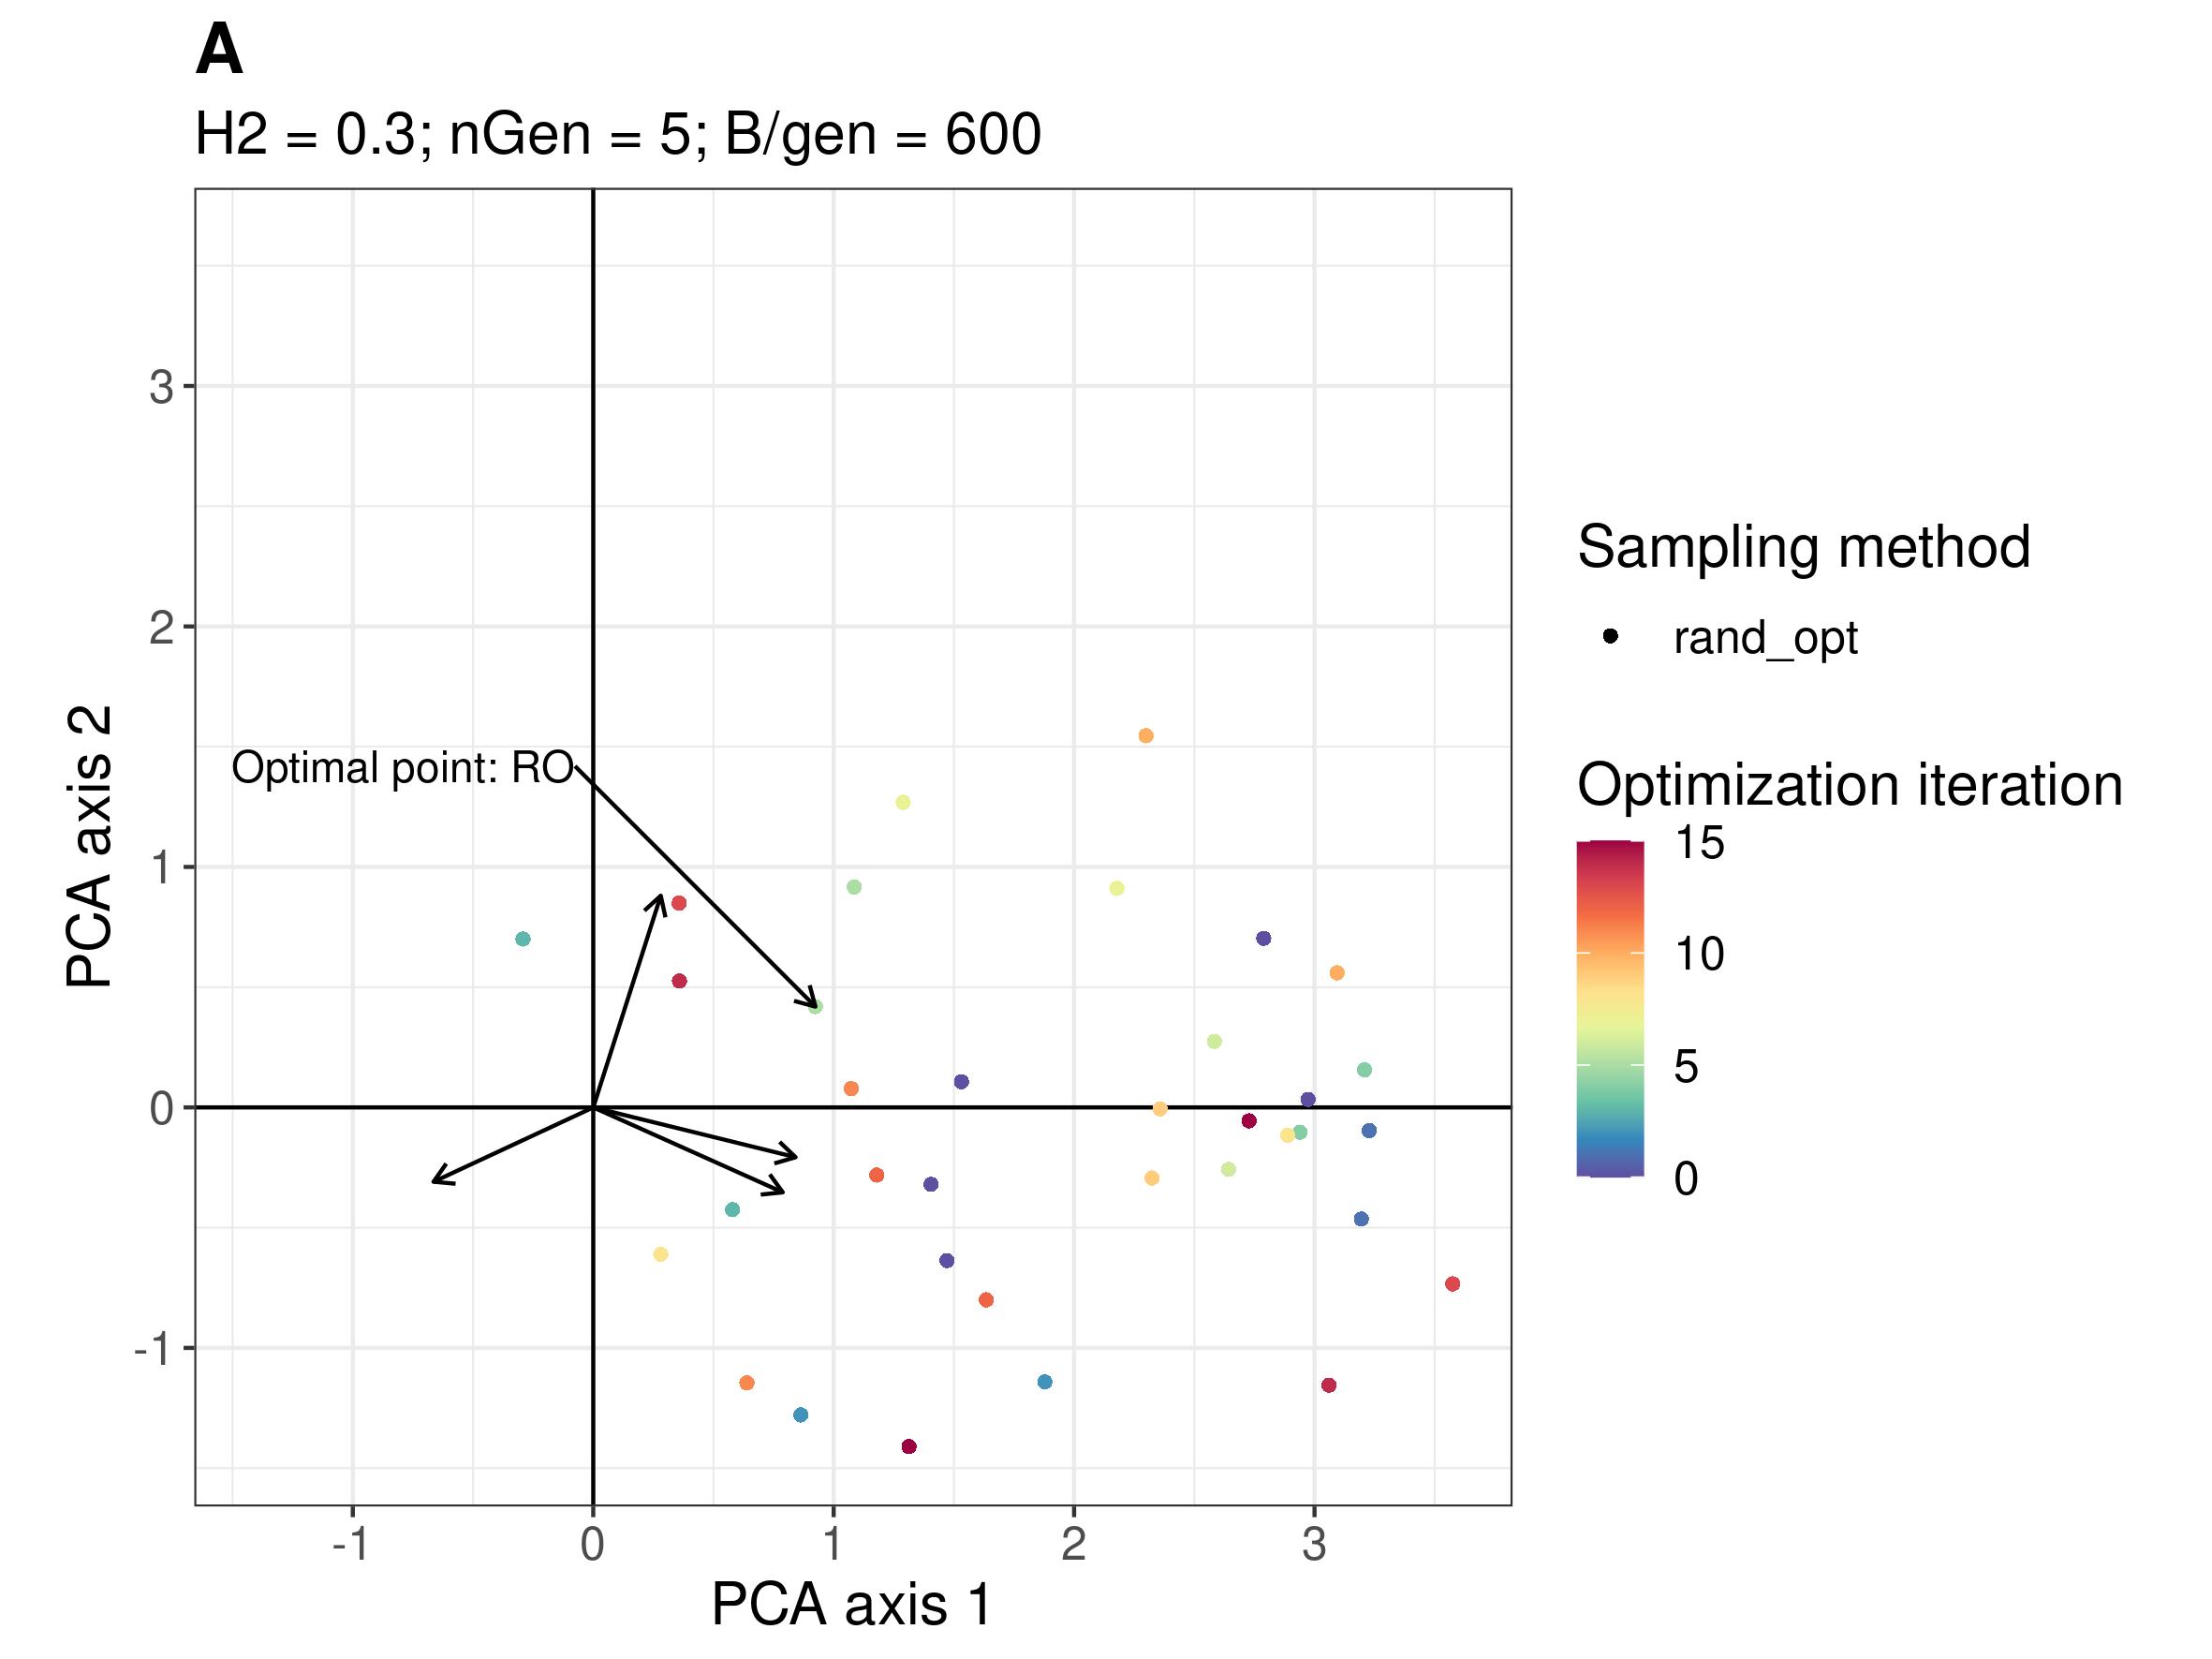 A
H2 = 0.3; nGen = 5; B/gen = 600
PCA axis 2
3
2
1
0
-1
Optimal point: RO
-1
0
1
2
3
PCA axis 1
Sampling method
rand_opt
Optimization iteration
15
10
5
0